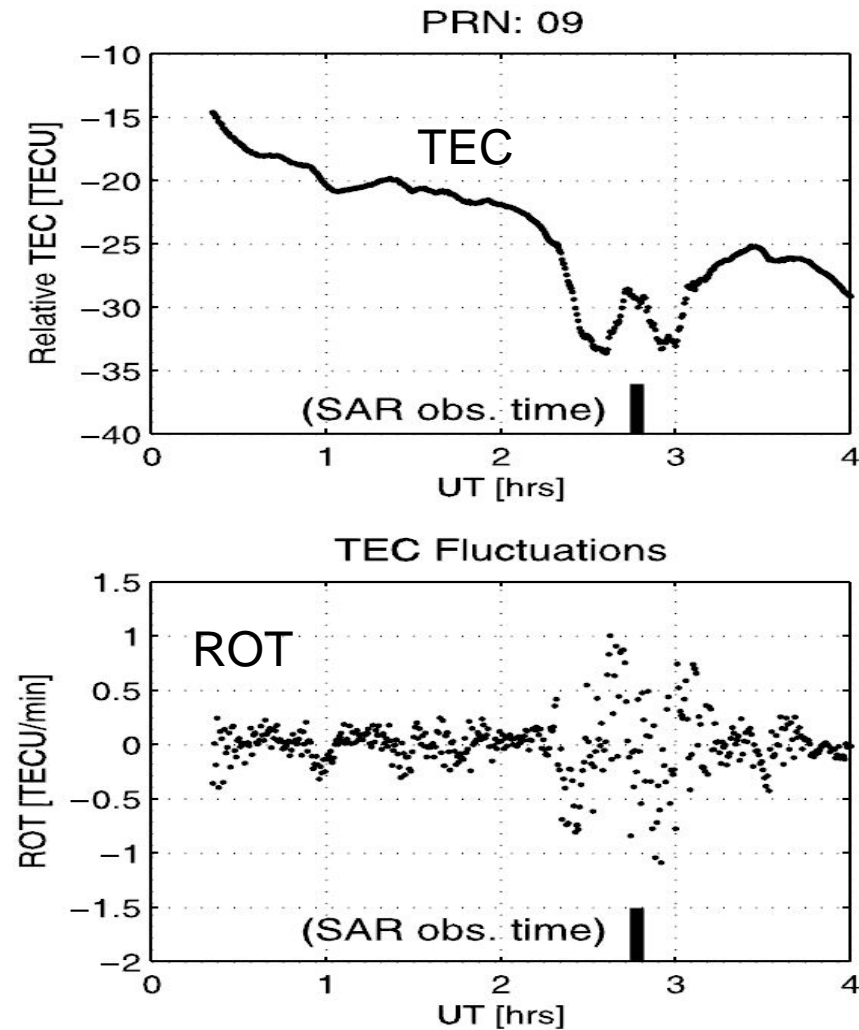 PRN: 09
−10
−15
−20
−25
−30
−35
−40
Relative TEC [TECU]
TEC
(SAR obs. time)
0 1 2 3 4
UT [hrs]
TEC Fluctuations
1.5
1
0.5
0
−0.5
−1
−1.5
−2
ROT [TECU/min]
ROT
(SAR obs. time)
0 1 2 3 4
UT [hrs]